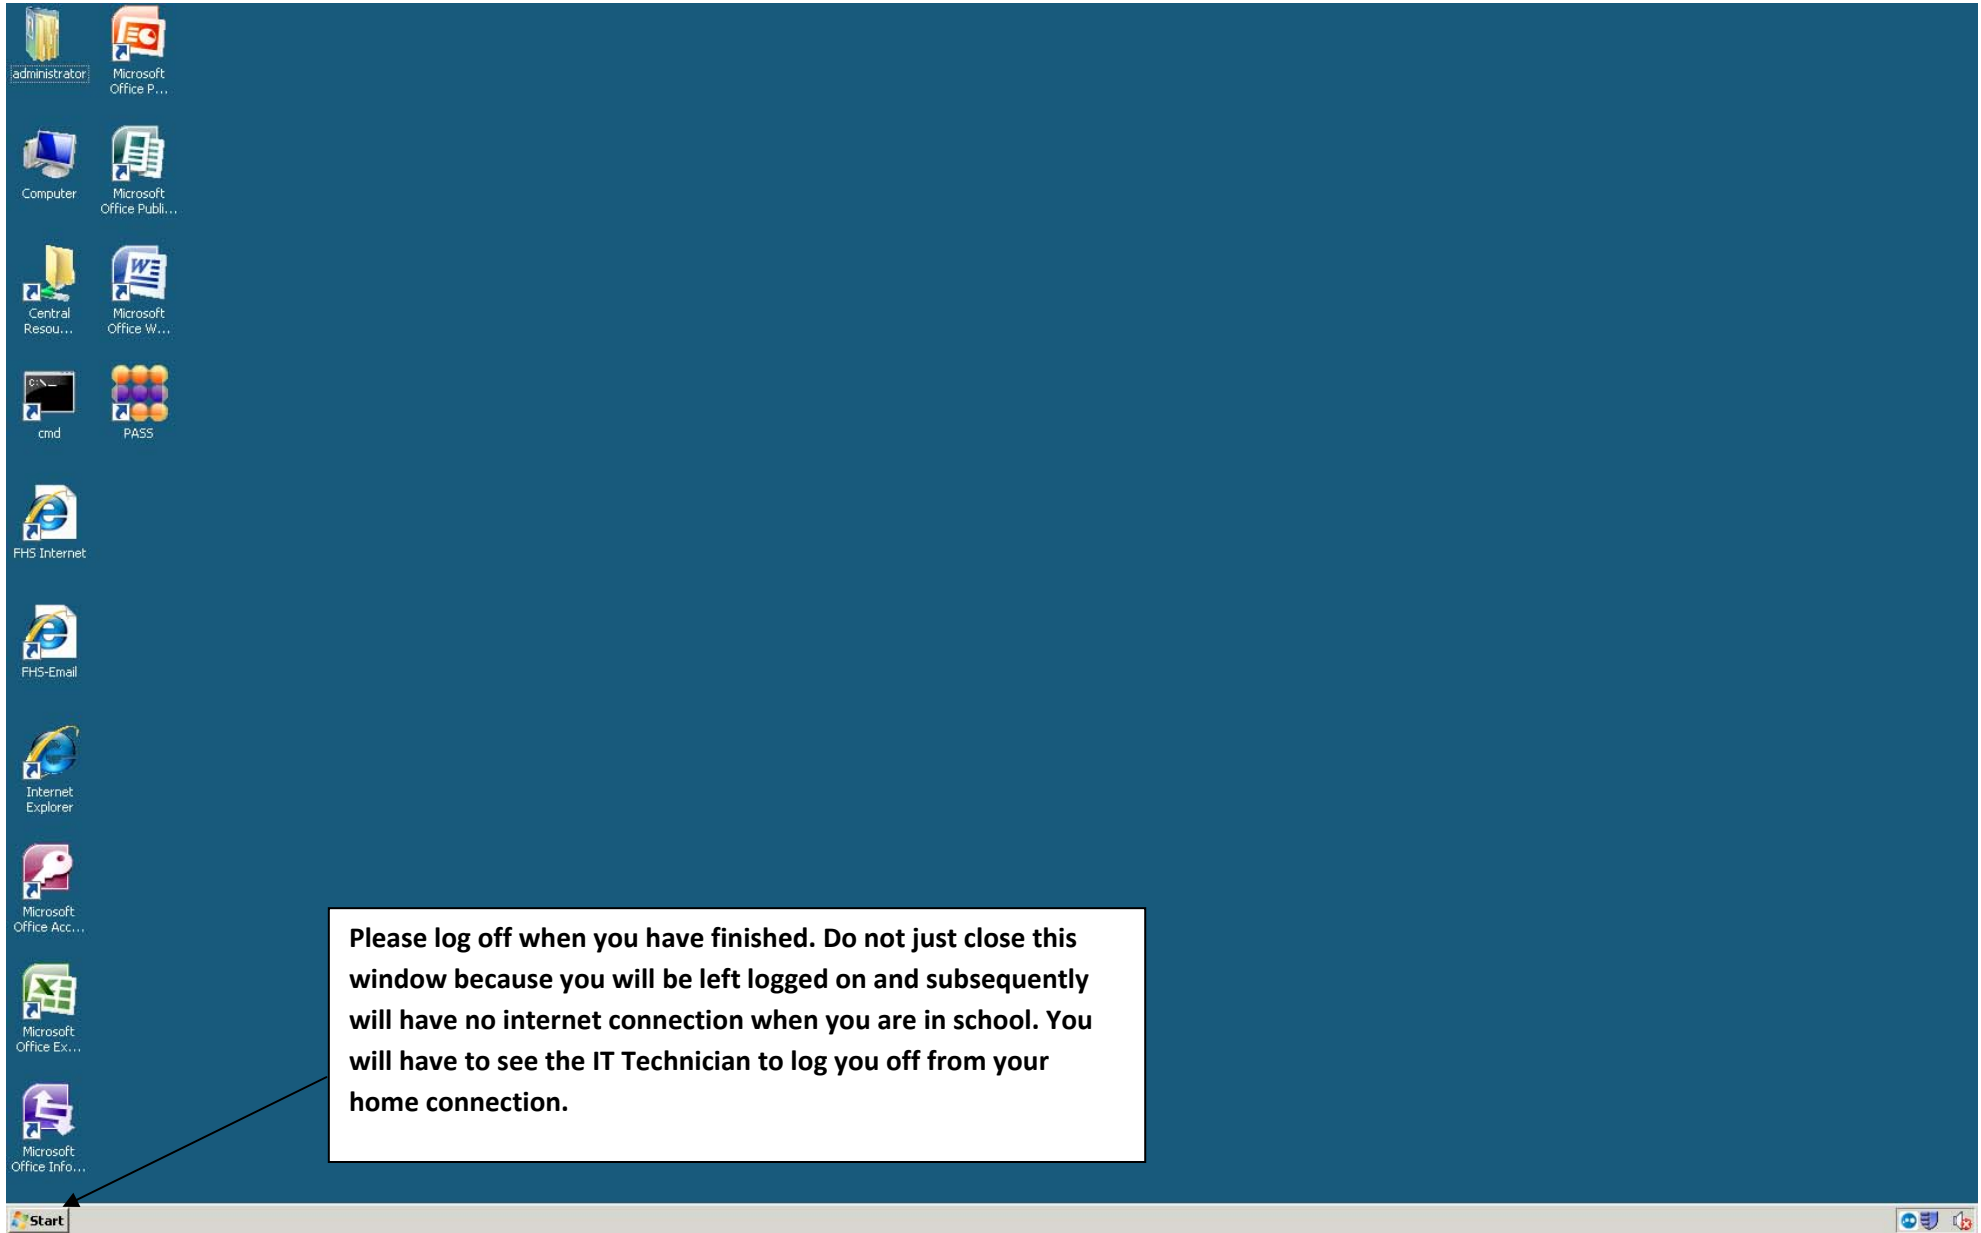 administrator
Microsoft
Office P...
Computer
Microsoft
Office Publi...
Central
Resou...
Microsoft
Office W...
C:\_
cmd
PASS
FHS Internet
FHS-Email
Internet
Explorer
Microsoft
Office Acc...
Microsoft
Office Ex...
Microsoft
Office Info...
Please log off when you have finished. Do not just close this
window because you will be left logged on and subsequently
will have no internet connection when you are in school. You
will have to see the IT Technician to log you off from your
home connection.
Start